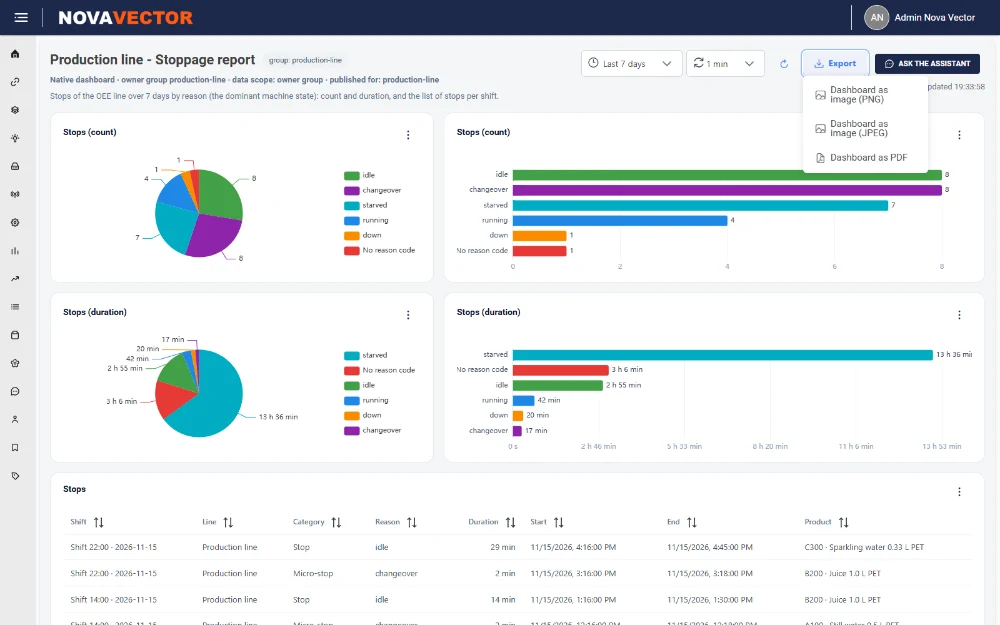 NOVAVECTOR
AN Admin Nova Vector
Production line - Stoppage report group: production-line
Last 7 days 1 min Export ASK THE ASSISTANT
Native dashboard · owner group production-line · data scope: owner group · published for: production-line
pdated 19:33:58
Stops of the OEE line over 7 days by reason (the dominant machine state): count and duration, and the list of stops per shift.
Dashboard as image (PNG)
Dashboard as image (JPEG)
Dashboard as PDF
Stops (count)
1
1
4
7
8
8
idle
changeover
starved
running
down
No reason code
Stops (count)
idle 8
changeover 8
starved 7
running 4
down 1
No reason code 1
0 2 4 6 8
Stops (duration)
17 min
20 min
42 min
2 h 55 min
3 h 6 min
13 h 36 min
starved
No reason code
idle
running
down
changeover
Stops (duration)
starved 13 h 36 min
No reason code 3 h 6 min
idle 2 h 55 min
running 42 min
down 20 min
changeover 17 min
0 s 2 h 46 min 5 h 33 min 8 h 20 min 11 h 6 min 13 h 53 min
Stops
Shift Line Category Reason Duration Start End Product
Shift 22:00 - 2026-11-15 Production line Stop idle 29 min 11/15/2026, 4:16:00 PM 11/15/2026, 4:45:00 PM C300 - Sparkling water 0.33 L PET
Shift 22:00 - 2026-11-15 Production line Micro-stop changeover 2 min 11/15/2026, 3:16:00 PM 11/15/2026, 3:18:00 PM B200 - Juice 1.0 L PET
Shift 14:00 - 2026-11-15 Production line Stop idle 14 min 11/15/2026, 1:16:00 PM 11/15/2026, 1:30:00 PM B200 - Juice 1.0 L PET